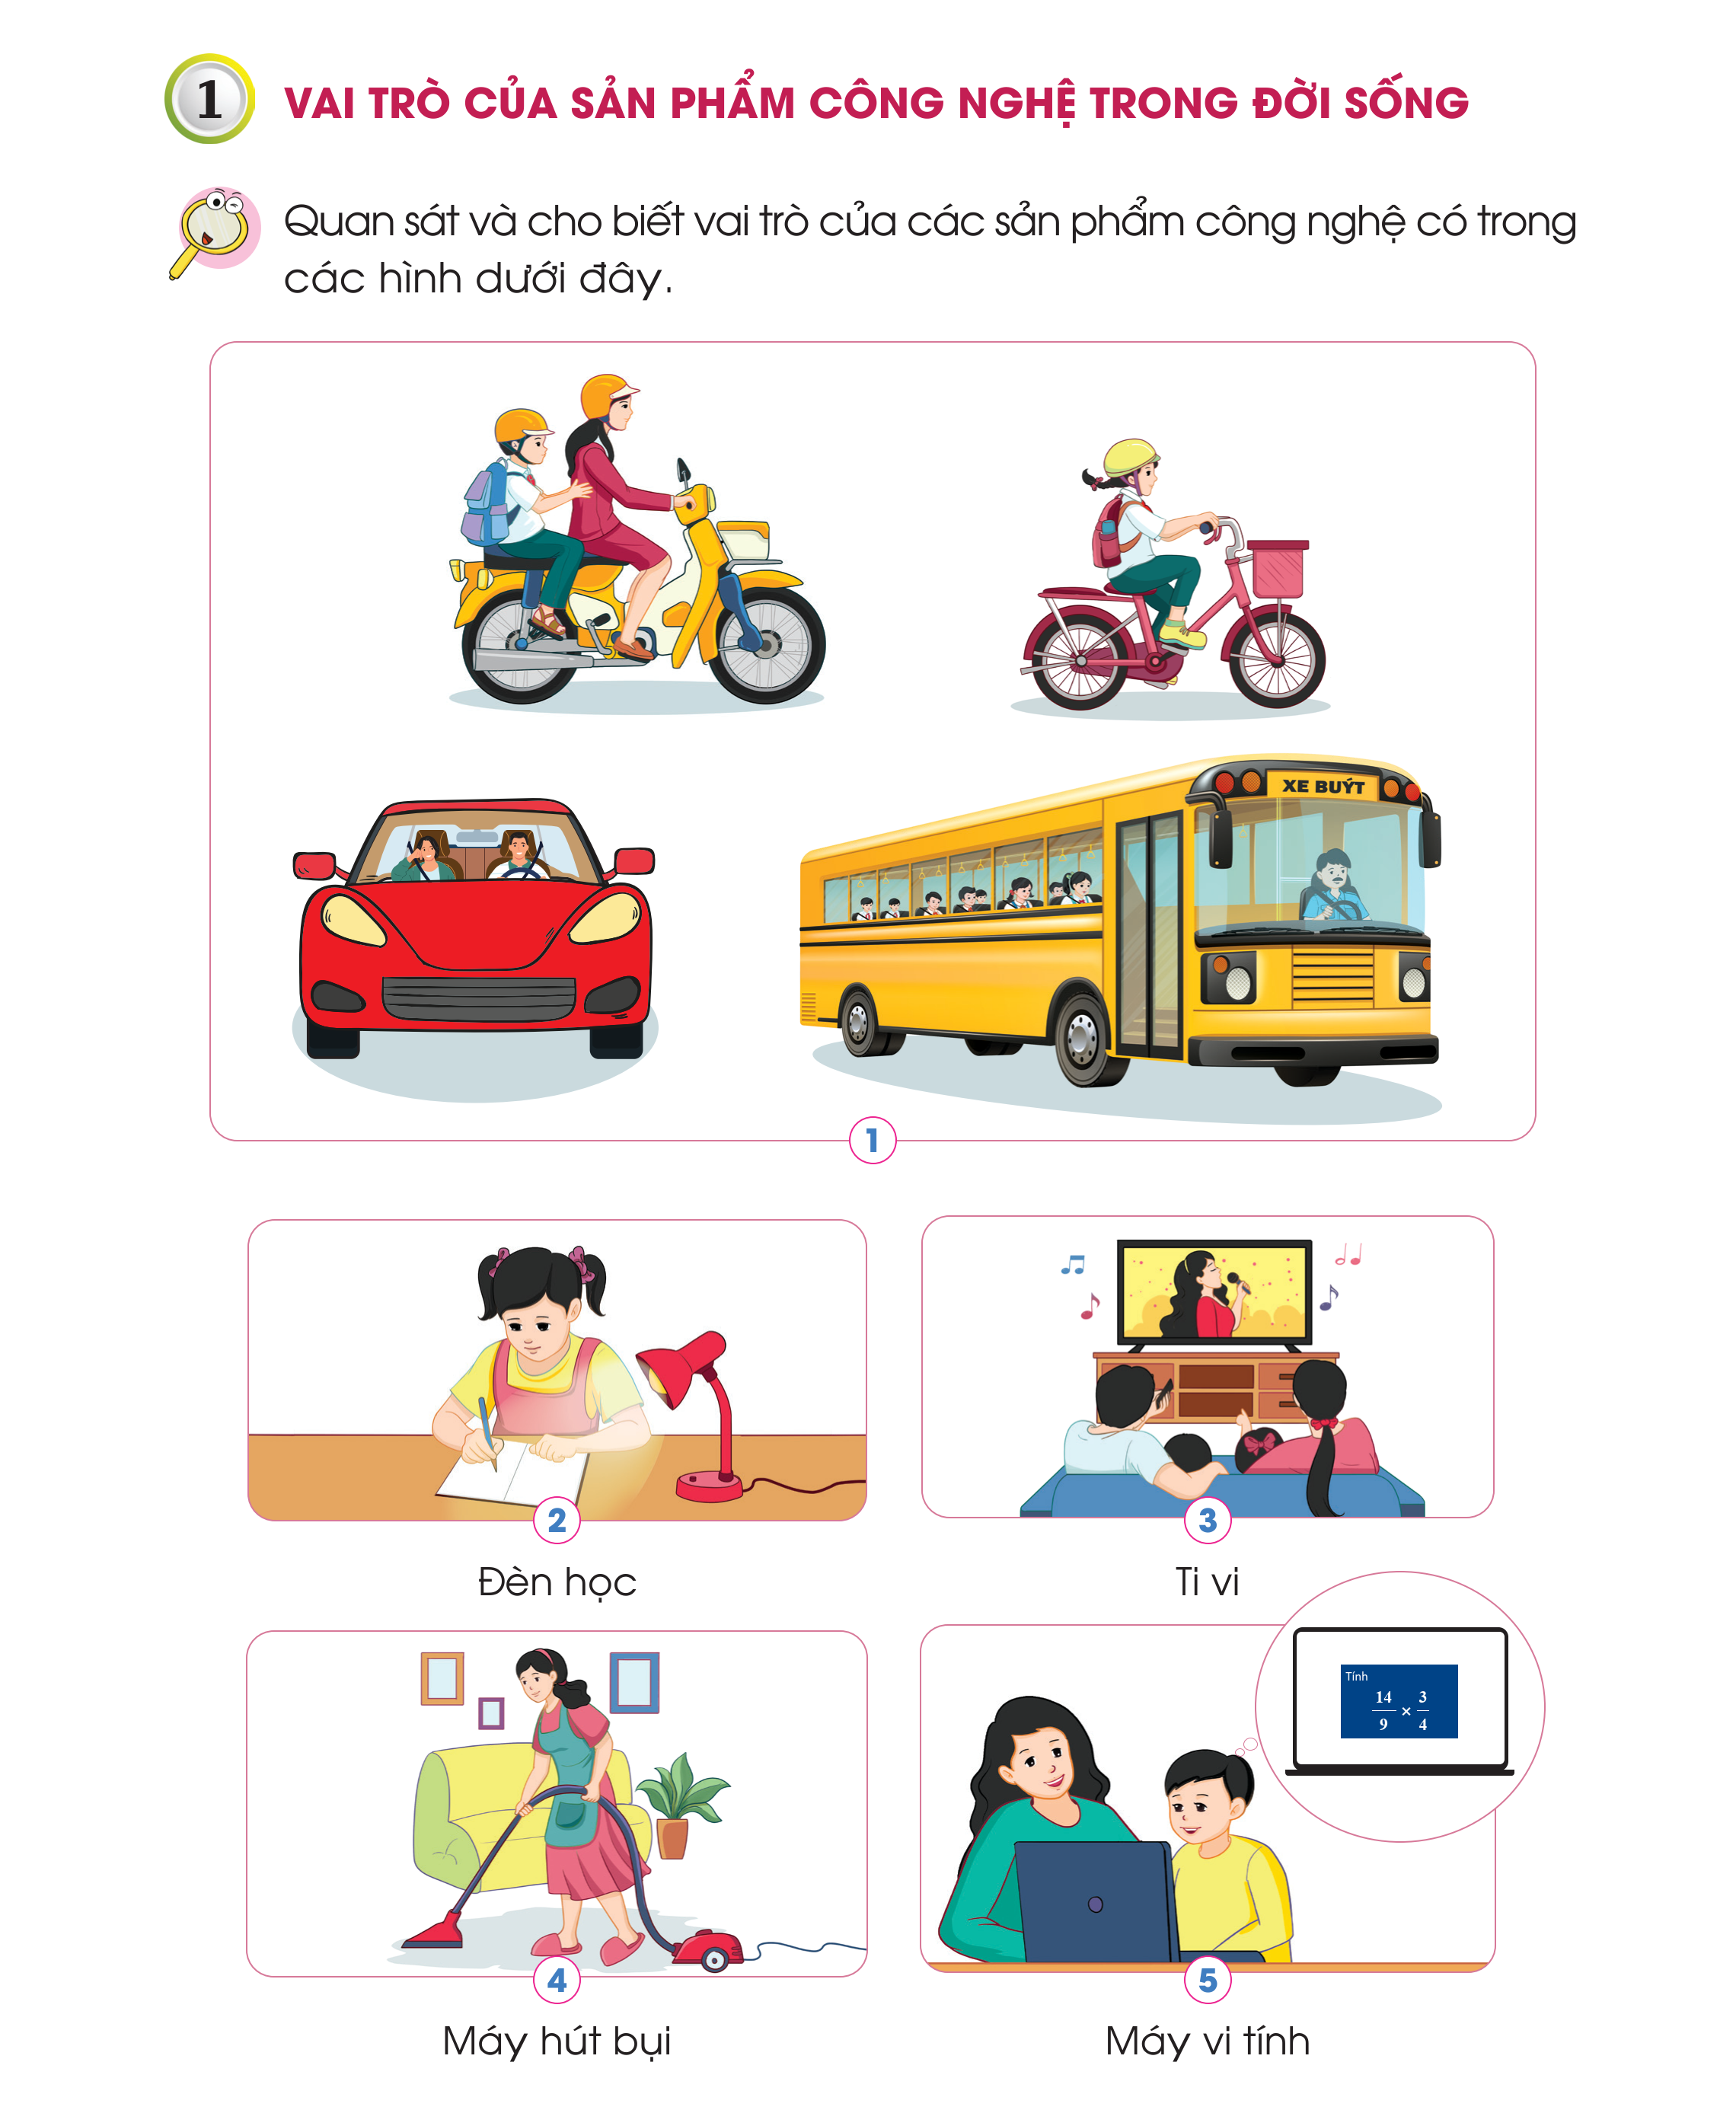 1 VAI TRÒ CỦA SẢN PHẨM CÔNG NGHỆ TRONG ĐỜI SỐNG
Quan sát và cho biết vai trò của các sản phẩm công nghệ có trong
các hình dưới đây.
XE BUÝT
1
2
Đèn học
3
Ti vi
4
Máy hút bụi
Tính
14/9 × 3/4
5
Máy vi tính